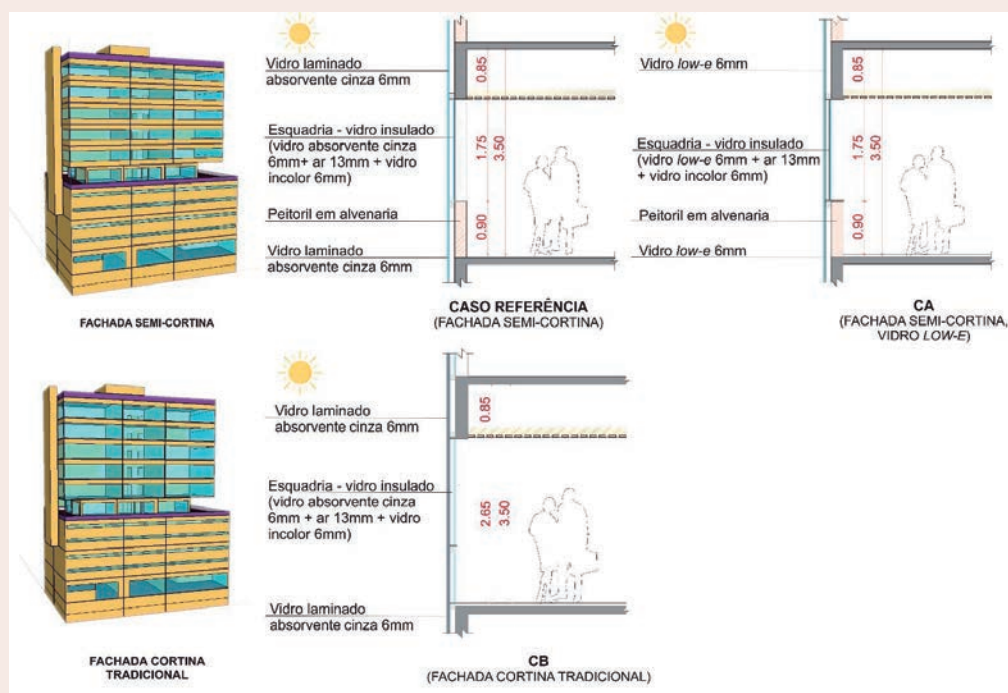 Vidro laminado
absorvente cinza 6mm
Esquadria - vidro insulado
(vidro absorvente cinza
6mm+ ar 13mm + vidro
incolor 6mm)
Peitoril em alvenaria
Vidro laminado
absorvente cinza 6mm
0.85
1.75
3.50
0.90
FACHADA SEMI-CORTINA
CASO REFERÊNCIA
(FACHADA SEMI-CORTINA)
Vidro low-e 6mm
Esquadria - vidro insulado
(vidro low-e 6mm + ar 13mm
+ vidro incolor 6mm)
Peitoril em alvenaria
Vidro low-e 6mm
0.85
1.75
3.50
0.90
CA
(FACHADA SEMI-CORTINA,
VIDRO LOW-E)
Vidro laminado
absorvente cinza 6mm
Esquadria - vidro insulado
(vidro absorvente cinza
6mm + ar 13mm + vidro
incolor 6mm)
Vidro laminado
absorvente cinza 6mm
0.85
2.65
3.50
FACHADA CORTINA
TRADICIONAL
CB
(FACHADA CORTINA TRADICIONAL)